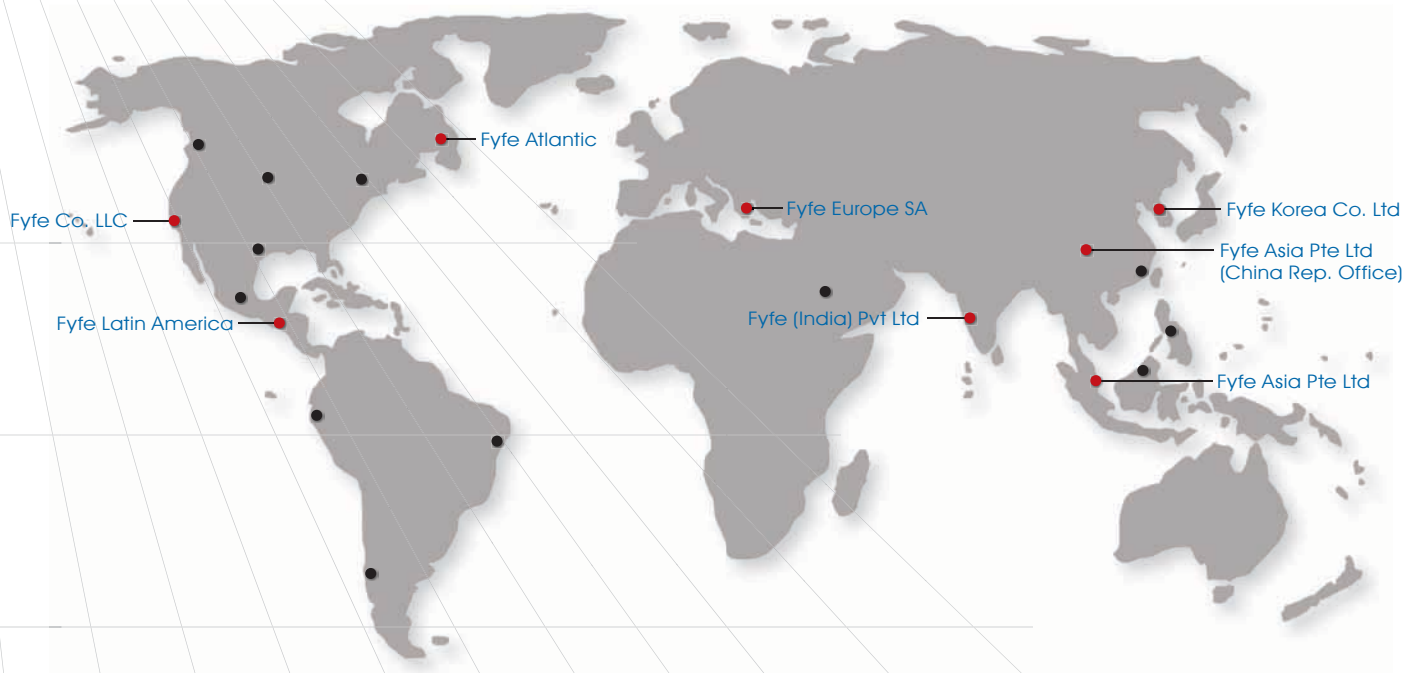 Fyfe Atlantic
Fyfe Co. LLC
Fyfe Europe SA
Fyfe Korea Co. Ltd
Fyfe Asia Pte Ltd
(China Rep. Office)
Fyfe Latin America
Fyfe (India) Pvt Ltd
Fyfe Asia Pte Ltd